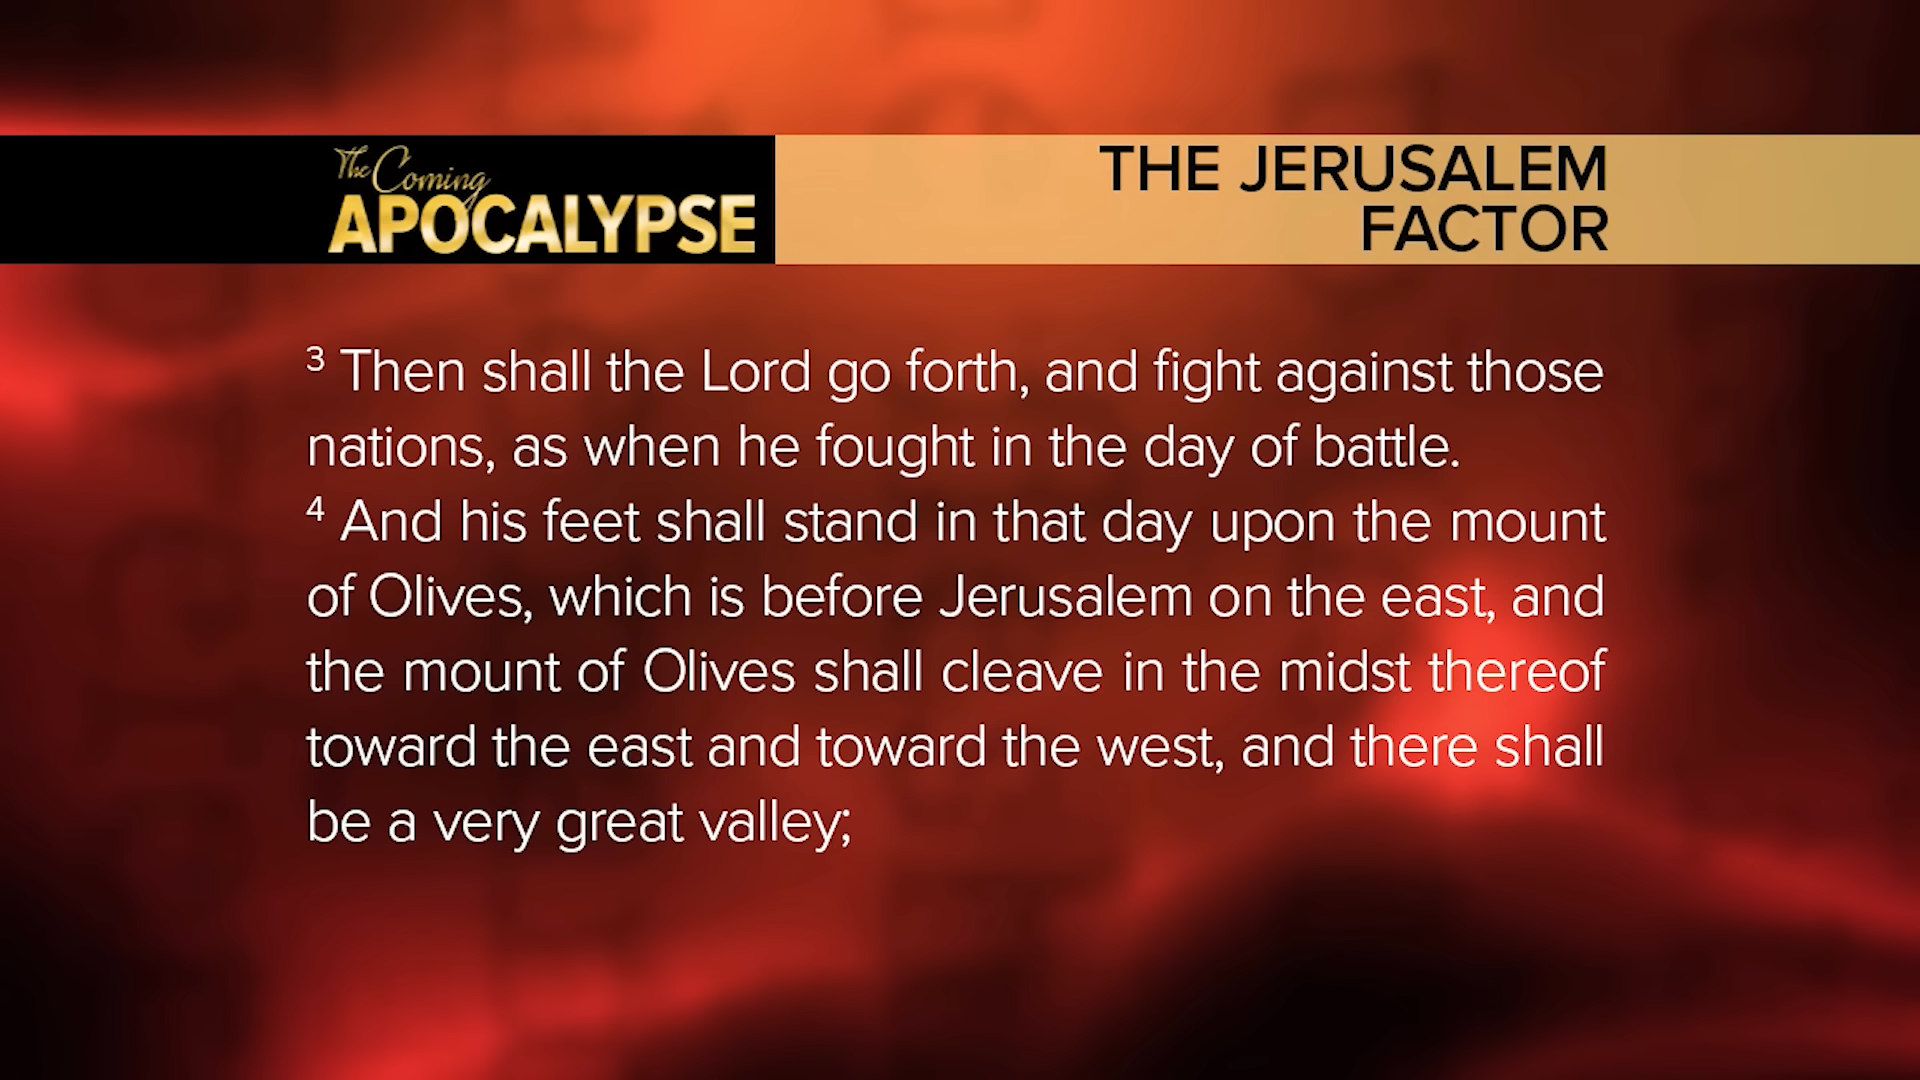 The Coming
APOCALYPSE
THE JERUSALEM
FACTOR
3 Then shall the Lord go forth, and fight against those
nations, as when he fought in the day of battle.
4 And his feet shall stand in that day upon the mount
of Olives, which is before Jerusalem on the east, and
the mount of Olives shall cleave in the midst thereof
toward the east and toward the west, and there shall
be a very great valley;